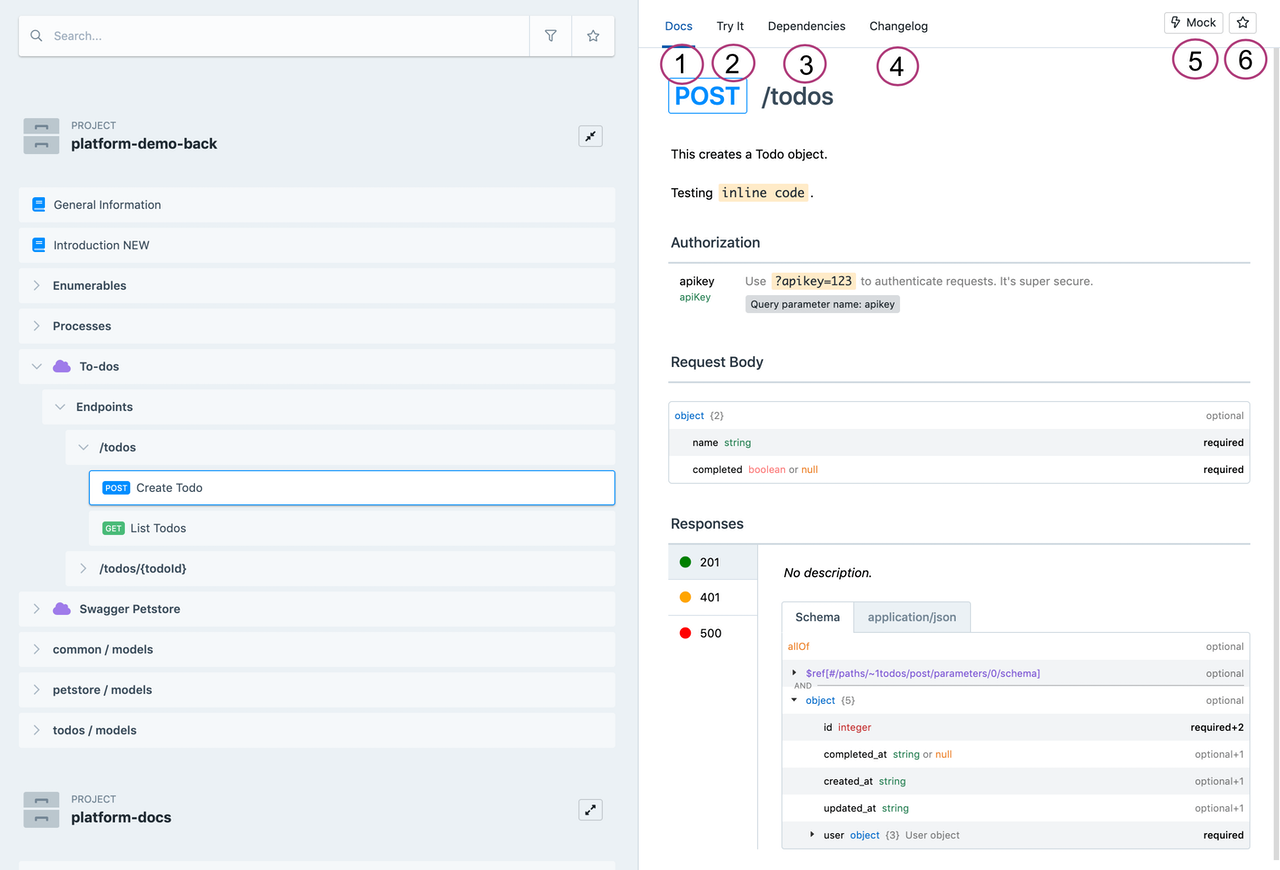 Search...
PROJECT
platform-demo-back
General Information
Introduction NEW
Enumerables
Processes
To-dos
Endpoints
/todos
POST Create Todo
GET List Todos
/todos/{todoId}
Swagger Petstore
common / models
petstore / models
todos / models
PROJECT
platform-docs
Docs Try It Dependencies Changelog Mock
1 2 3 4 5 6
POST /todos
This creates a Todo object.
Testing inline code .
Authorization
apikey Use ?apikey=123 to authenticate requests. It's super secure.
apiKey Query parameter name: apikey
Request Body
object {2} optional
name string required
completed boolean or null required
Responses
201
401
500
No description.
Schema application/json
allOf optional
$ref[#/paths/~1todos/post/parameters/0/schema] optional
AND
object {5} optional
id integer required+2
completed_at string or null optional+1
created_at string optional+1
updated_at string optional+1
user object {3} User object required